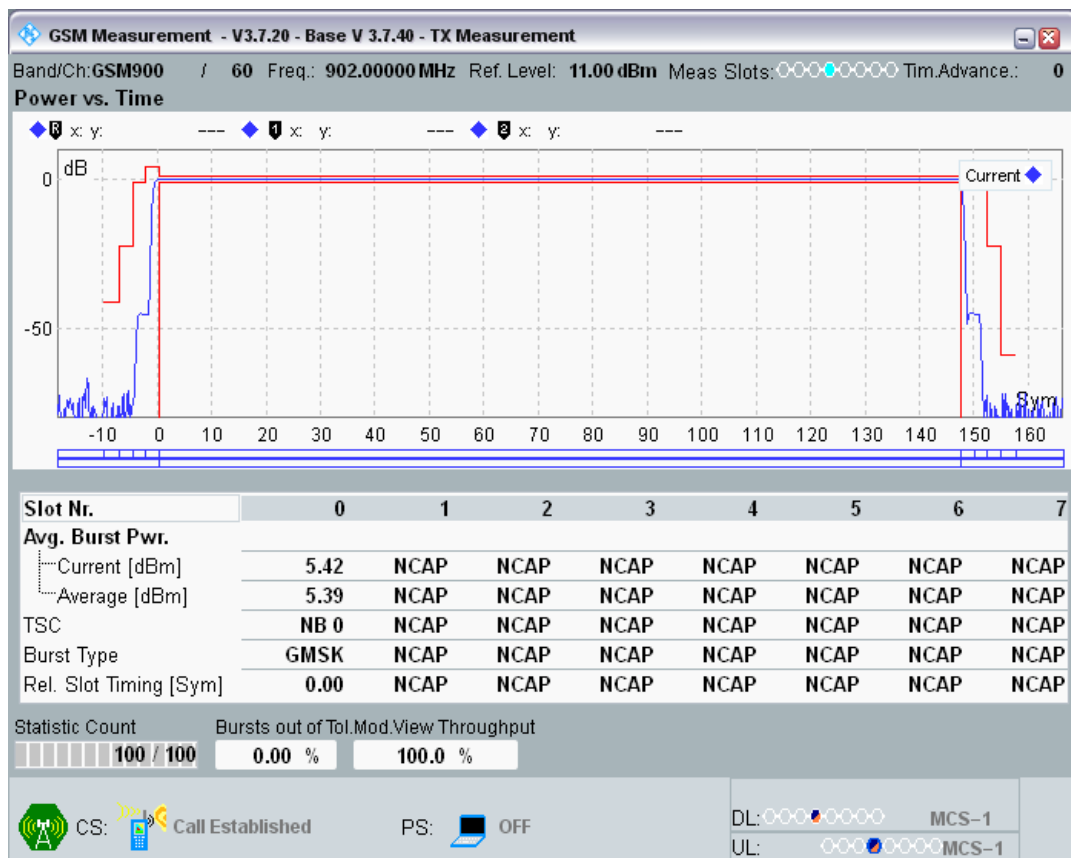 GSM Measurement - V3.7.20 - Base V 3.7.40 - TX Measurement
Band/Ch:GSM900 / 60 Freq.: 902.00000 MHz Ref. Level: 11.00 dBm Meas Slots: Tim.Advance.: 0
Power vs. Time
R x: y: --- 1 x: y: --- 2 x: y: ---
dB
Current
0
-50
Sym
-10 0 10 20 30 40 50 60 70 80 90 100 110 120 130 140 150 160
Slot Nr. 0 1 2 3 4 5 6 7
Avg. Burst Pwr.
Current [dBm] 5.42 NCAP NCAP NCAP NCAP NCAP NCAP NCAP
Average [dBm] 5.39 NCAP NCAP NCAP NCAP NCAP NCAP NCAP
TSC NB 0 NCAP NCAP NCAP NCAP NCAP NCAP NCAP
Burst Type GMSK NCAP NCAP NCAP NCAP NCAP NCAP NCAP
Rel. Slot Timing [Sym] 0.00 NCAP NCAP NCAP NCAP NCAP NCAP NCAP
Statistic Count Bursts out of Tol. Mod.View Throughput
100 / 100 0.00 % 100.0 %
CS: Call Established PS: OFF DL: MCS-1
UL: MCS-1